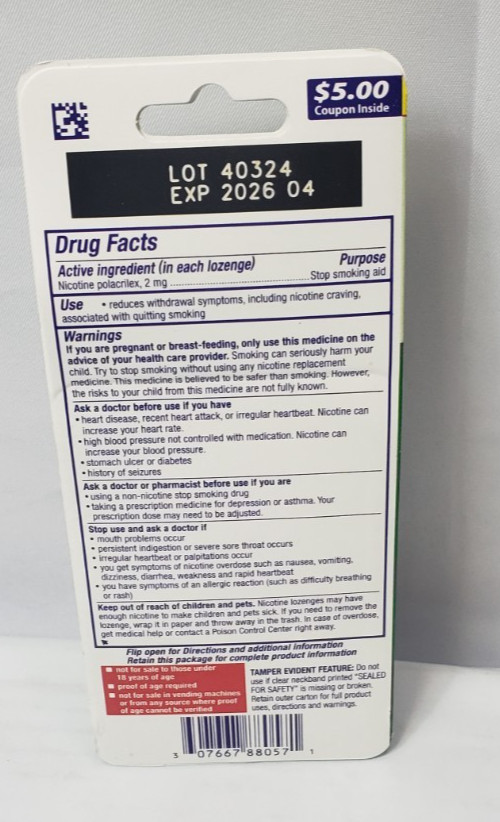 $5.00
Coupon Inside
LOT 40324
EXP 2026 04
Drug Facts
Active ingredient (in each lozenge) Purpose
Nicotine polacrilex, 2 mg ........................................ Stop smoking aid
Use • reduces withdrawal symptoms, including nicotine craving,
associated with quitting smoking
Warnings
If you are pregnant or breast-feeding, only use this medicine on the
advice of your health care provider. Smoking can seriously harm your
child. Try to stop smoking without using any nicotine replacement
medicine. This medicine is believed to be safer than smoking. However,
the risks to your child from this medicine are not fully known.
Ask a doctor before use if you have
• heart disease, recent heart attack, or irregular heartbeat. Nicotine can
increase your heart rate.
• high blood pressure not controlled with medication. Nicotine can
increase your blood pressure.
• stomach ulcer or diabetes
• history of seizures
Ask a doctor or pharmacist before use if you are
• using a non-nicotine stop smoking drug
• taking a prescription medicine for depression or asthma. Your
prescription dose may need to be adjusted.
Stop use and ask a doctor if
• mouth problems occur
• persistent indigestion or severe sore throat occurs
• irregular heartbeat or palpitations occur
• you get symptoms of nicotine overdose such as nausea, vomiting,
dizziness, diarrhea, weakness and rapid heartbeat
• you have symptoms of an allergic reaction (such as difficulty breathing
or rash)
Keep out of reach of children and pets. Nicotine lozenges may have
enough nicotine to make children and pets sick. If you need to remove the
lozenge, wrap it in paper and throw away in the trash. In case of overdose,
get medical help or contact a Poison Control Center right away.
Flip open for Directions and additional information
Retain this package for complete product information
■ not for sale to those under
18 years of age
■ proof of age required
■ not for sale in vending machines
or from any source where proof
of age cannot be verified
TAMPER EVIDENT FEATURE: Do not
use if clear neckband printed "SEALED
FOR SAFETY" is missing or broken.
Retain outer carton for full product
uses, directions and warnings.
3 07667 88057 1